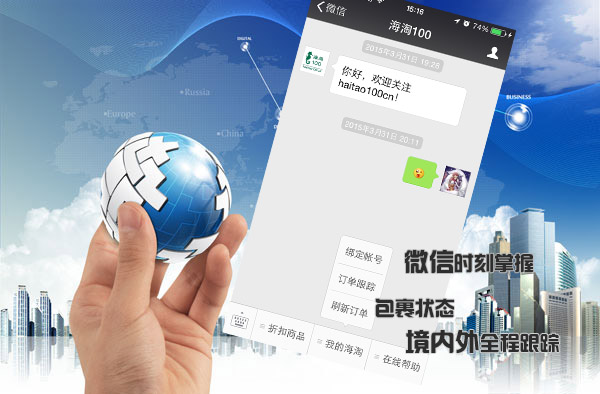 15:16
74%
微信
海淘100
2015年3月31日 19:28
海淘
100
你好，欢迎关注
haitao100cn！
2015年3月31日 20:11
DIGITAL
BUSINESS
Russia
Europe
China
绑定帐号
订单跟踪
刷新订单
折扣商品
我的海淘
在线帮助
微信时刻掌握
包裹状态
境内外全程跟踪